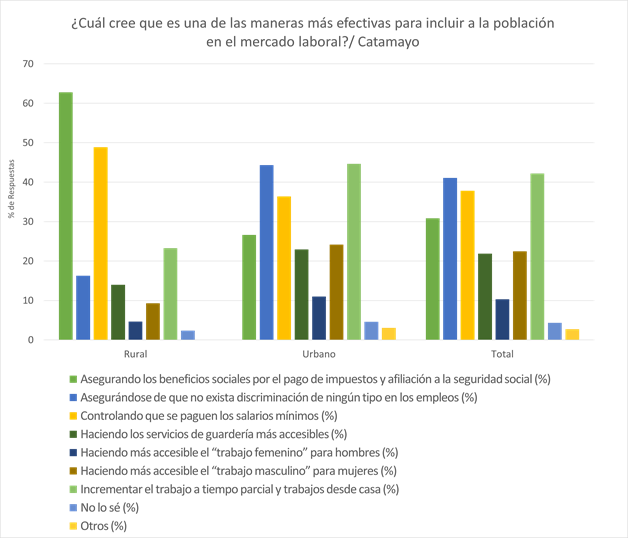 ¿Cuál cree que es una de las maneras más efectivas para incluir a la población
en el mercado laboral?/ Catamayo
70
60
50
40
30
20
10
0
% de Respuestas
Rural
Urbano
Total
Asegurando los beneficios sociales por el pago de impuestos y afiliación a la seguridad social (%)
Asegurándose de que no exista discriminación de ningún tipo en los empleos (%)
Controlando que se paguen los salarios mínimos (%)
Haciendo los servicios de guardería más accesibles (%)
Haciendo más accesible el “trabajo femenino” para hombres (%)
Haciendo más accesible el “trabajo masculino” para mujeres (%)
Incrementar el trabajo a tiempo parcial y trabajos desde casa (%)
No lo sé (%)
Otros (%)